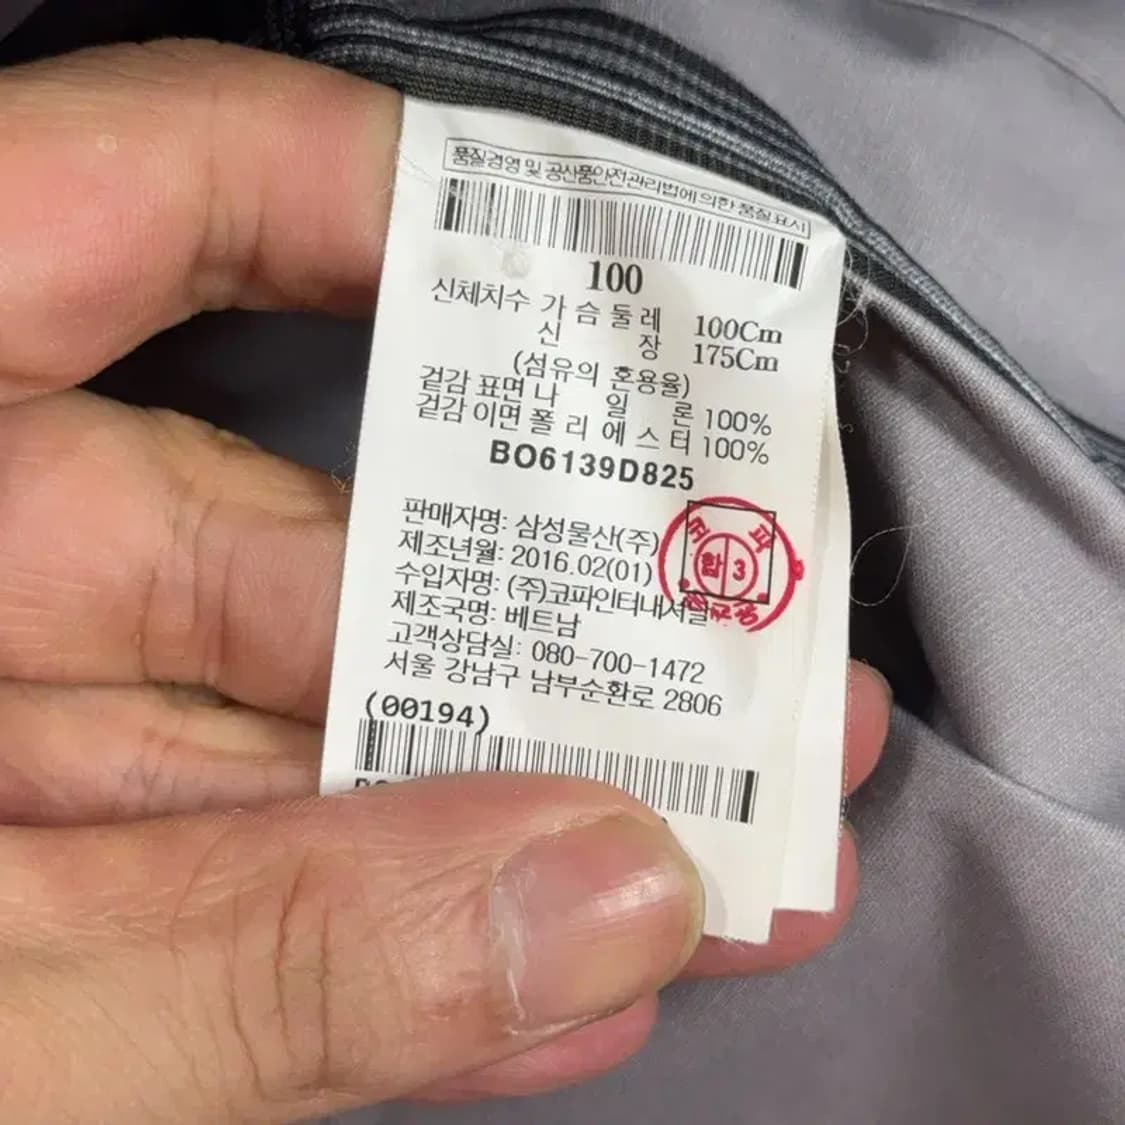 품질경영 및 공산품안전관리법에 의한 품질표시
100
신체치수 가 슴 둘 레 100Cm
신 장 175Cm
(섬유의 혼용율)
겉감 표면 나 일 론 100%
겉감 이면 폴 리 에 스 터 100%
BO6139D825
판매자명: 삼성물산(주)
제조년월: 2016.02(01)
수입자명: (주)코파인터내셔날
제조국명: 베트남
고객상담실: 080-700-1472
서울 강남구 남부순환로 2806
(00194)
코 파
합 3